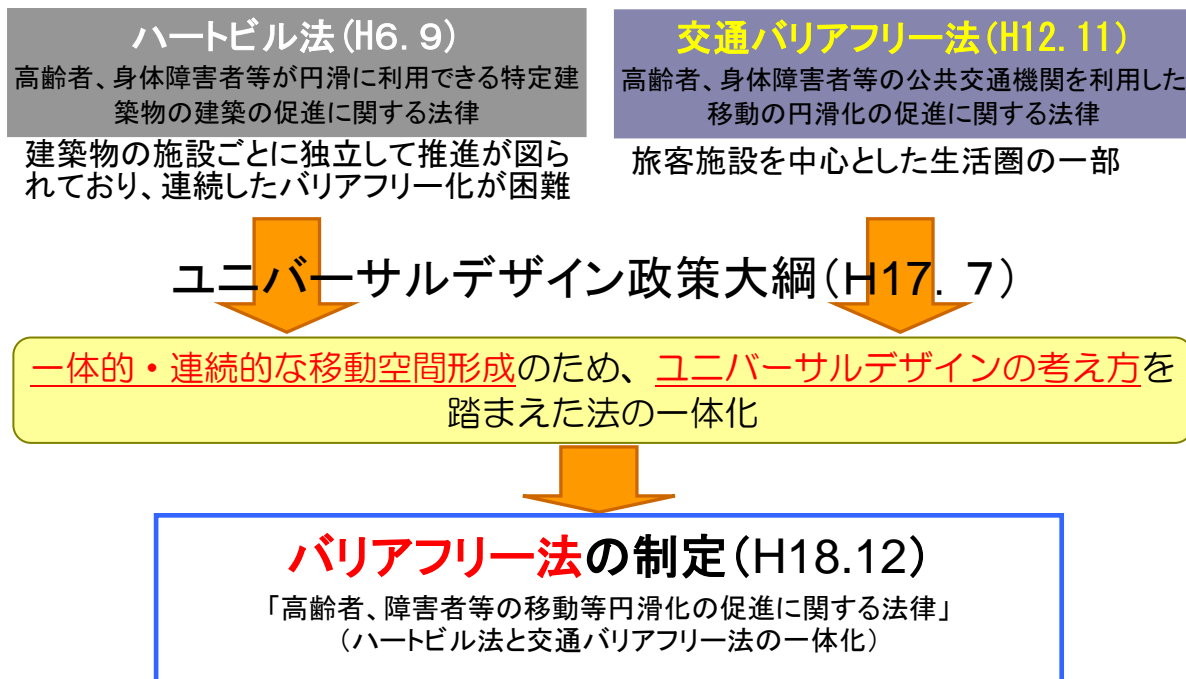 ハートビル法(H6.9)
高齢者、身体障害者等が円滑に利用できる特定建
築物の建築の促進に関する法律
建築物の施設ごとに独立して推進が図ら
れており、連続したバリアフリー化が困難
交通バリアフリー法(H12.11)
高齢者、身体障害者等の公共交通機関を利用した
移動の円滑化の促進に関する法律
旅客施設を中心とした生活圏の一部
ユニバーサルデザイン政策大綱(H17.7)
一体的・連続的な移動空間形成のため、ユニバーサルデザインの考え方を
踏まえた法の一体化
バリアフリー法の制定(H18.12)
「高齢者、障害者等の移動等円滑化の促進に関する法律」
(ハートビル法と交通バリアフリー法の一体化)